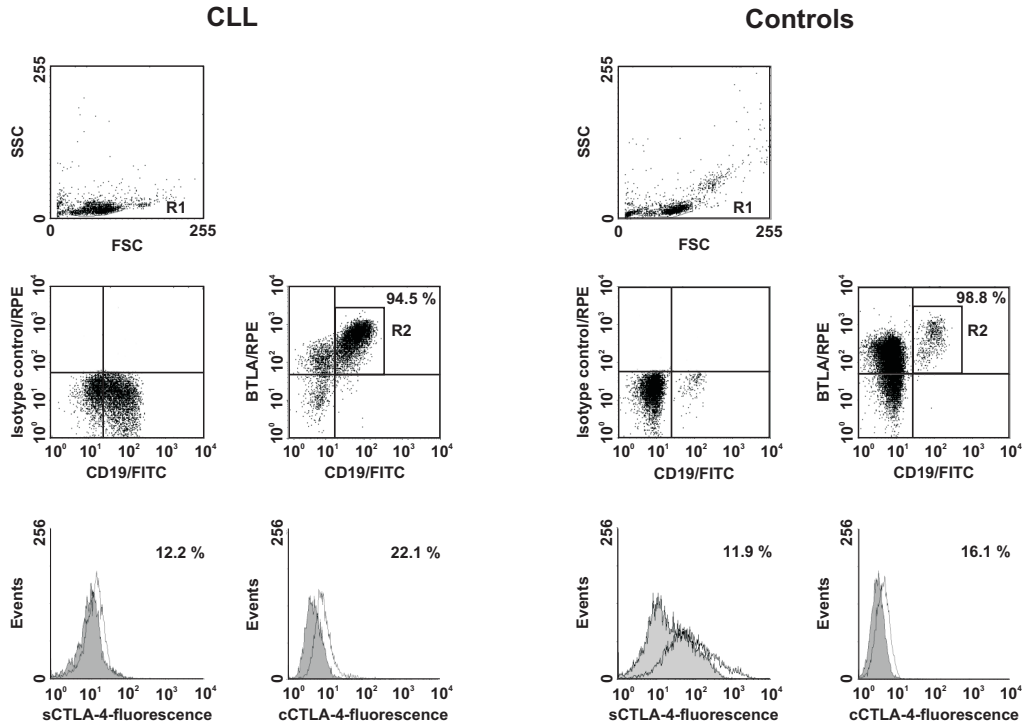 CLL Controls
255 255
SSC SSC
R1 R1
0 0
0 255 0 255
FSC FSC
10⁴ 10⁴ 10⁴ 10⁴
94.5 % 98.8 %
10³ 10³ 10³ 10³
R2 R2
10² 10² 10² 10²
10¹ 10¹ 10¹ 10¹
10⁰ 10⁰ 10⁰ 10⁰
Isotype control/RPE BTLA/RPE Isotype control/RPE BTLA/RPE
10⁰ 10¹ 10² 10³ 10⁴ 10⁰ 10¹ 10² 10³ 10⁴ 10⁰ 10¹ 10² 10³ 10⁴ 10⁰ 10¹ 10² 10³ 10⁴
CD19/FITC CD19/FITC CD19/FITC CD19/FITC
256 256 256 256
12.2 % 22.1 % 11.9 % 16.1 %
Events Events Events Events
0 0 0 0
10⁰ 10¹ 10² 10³ 10⁴ 10⁰ 10¹ 10² 10³ 10⁴ 10⁰ 10¹ 10² 10³ 10⁴ 10⁰ 10¹ 10² 10³ 10⁴
sCTLA-4-fluorescence cCTLA-4-fluorescence sCTLA-4-fluorescence cCTLA-4-fluorescence